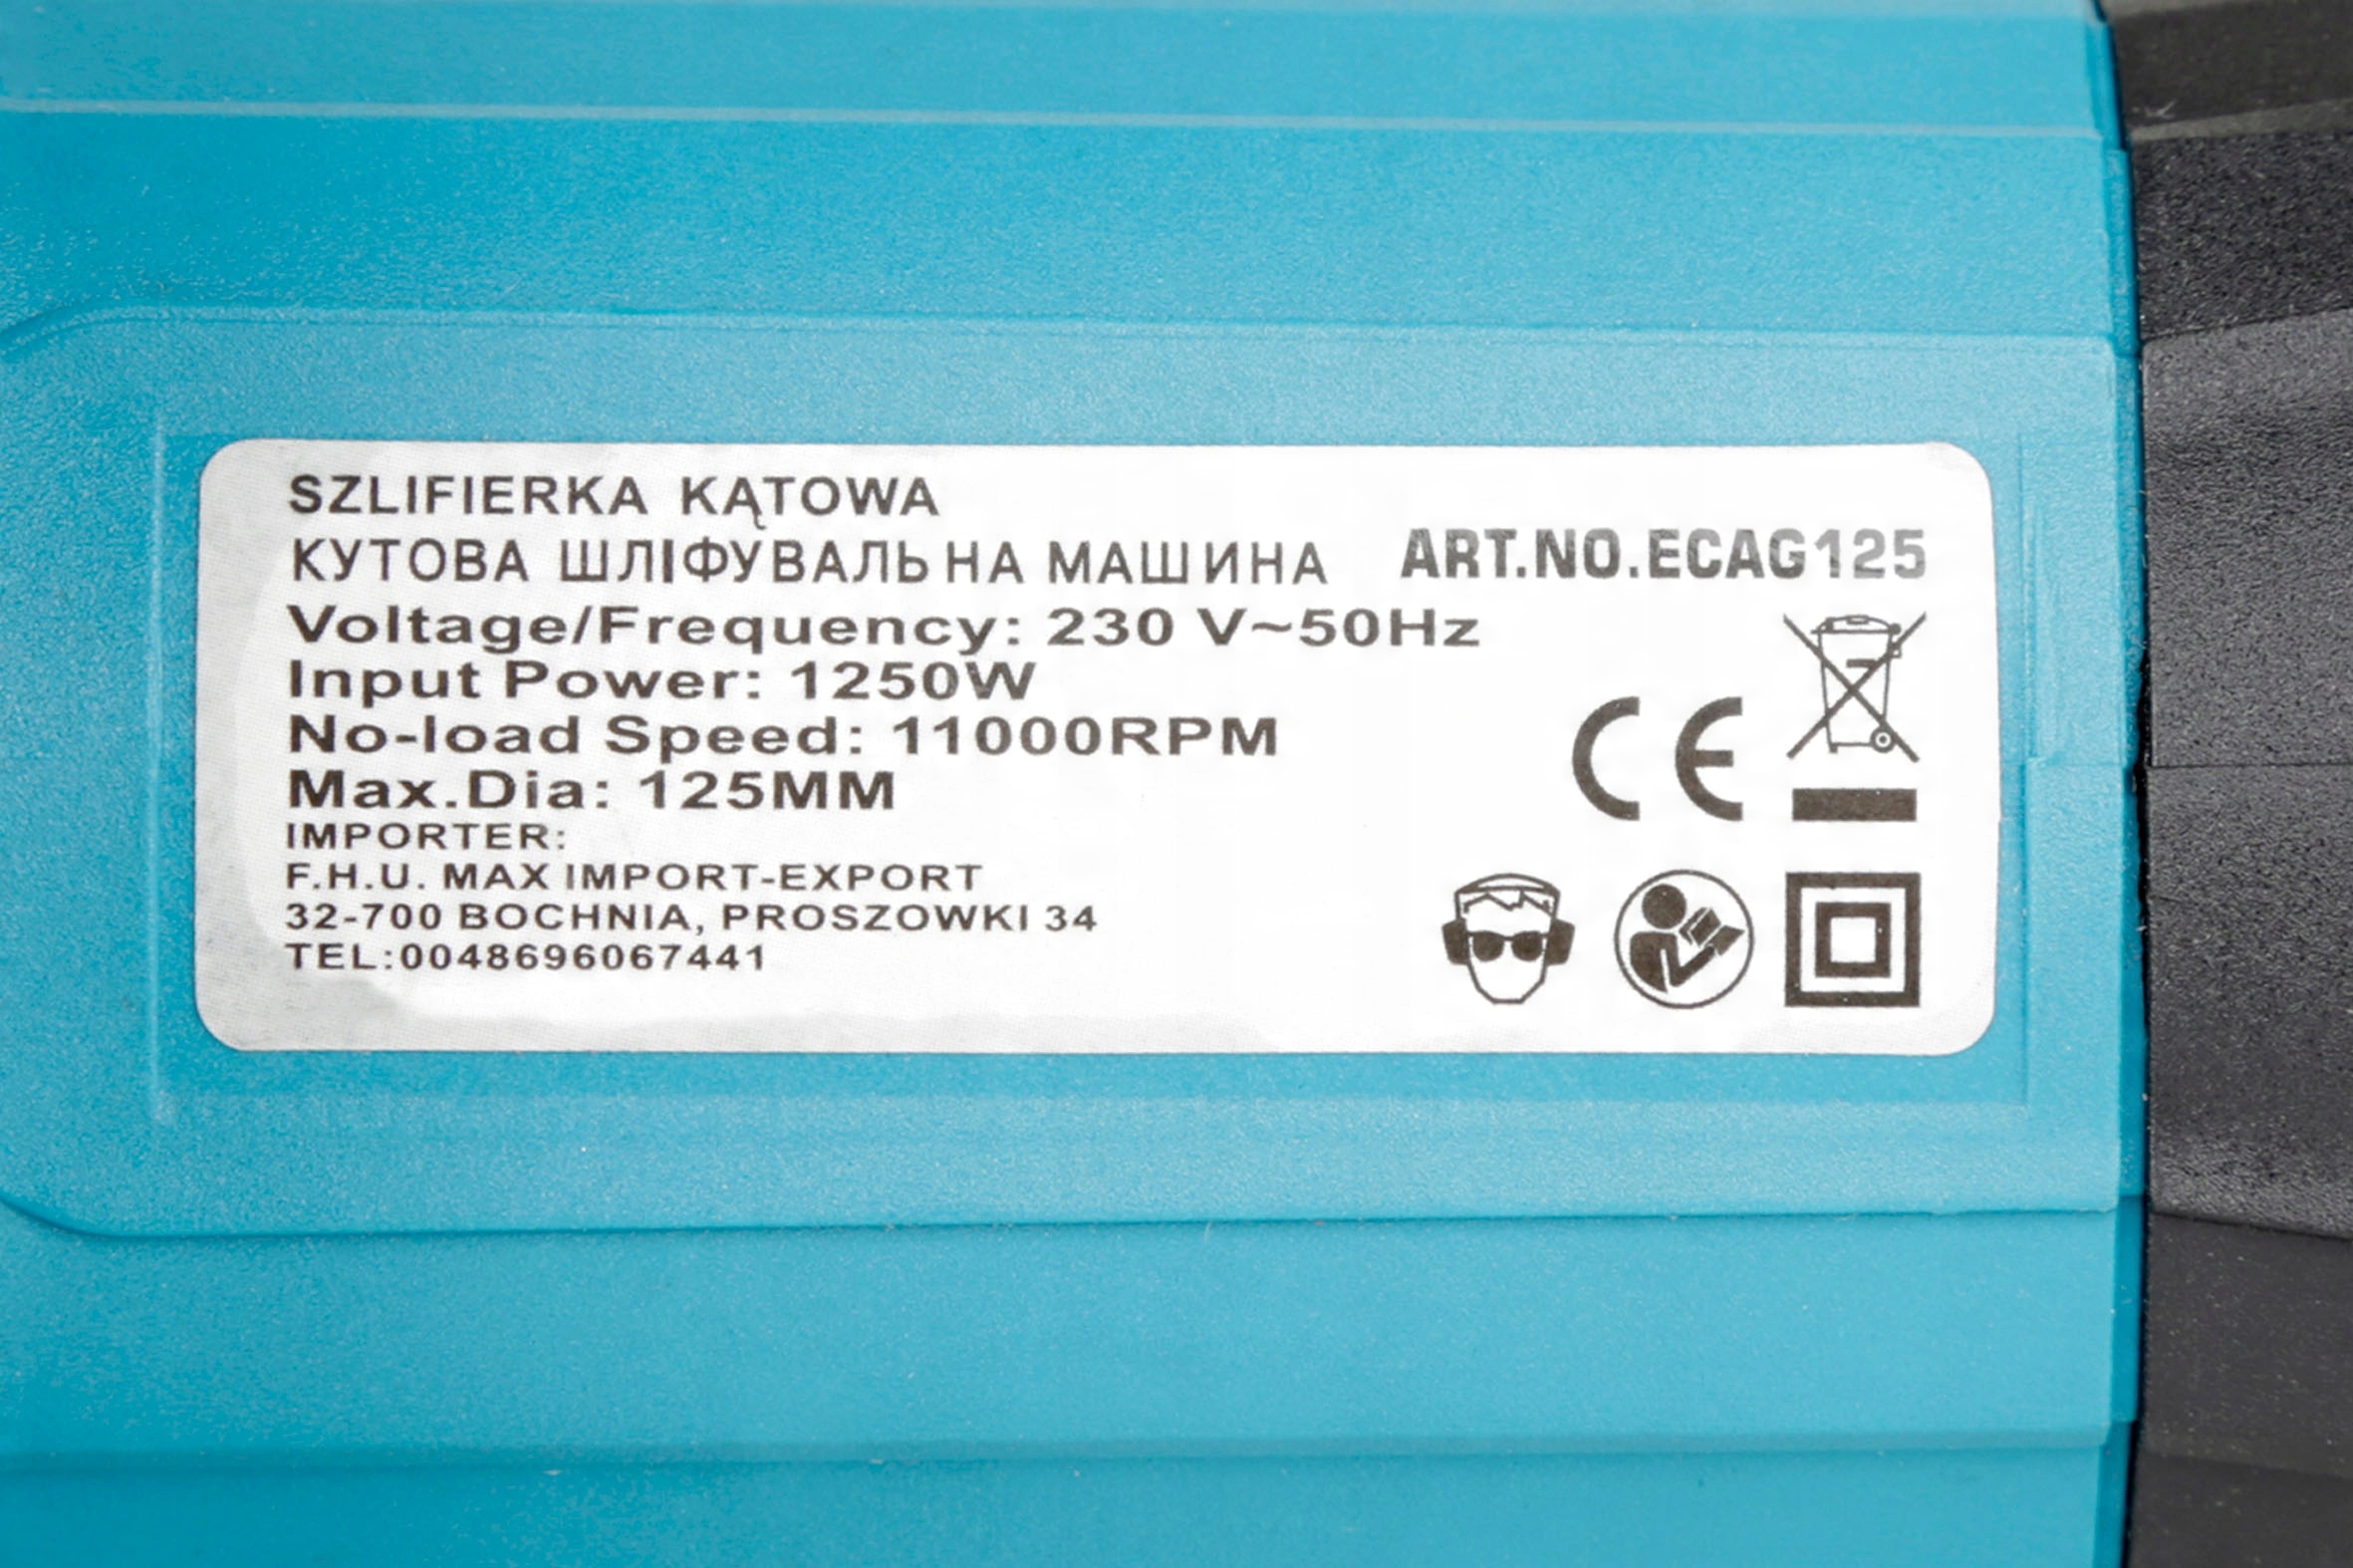 SZLIFIERKA KĄTOWA
КУТОВА ШЛІФУВАЛЬНА МАШИНА ART.NO.ECAG125
Voltage/Frequency: 230 V~50Hz
Input Power: 1250W
No-load Speed: 11000RPM
Max.Dia: 125MM
IMPORTER:
F.H.U. MAX IMPORT-EXPORT
32-700 BOCHNIA, PROSZOWKI 34
TEL:0048696067441
CE